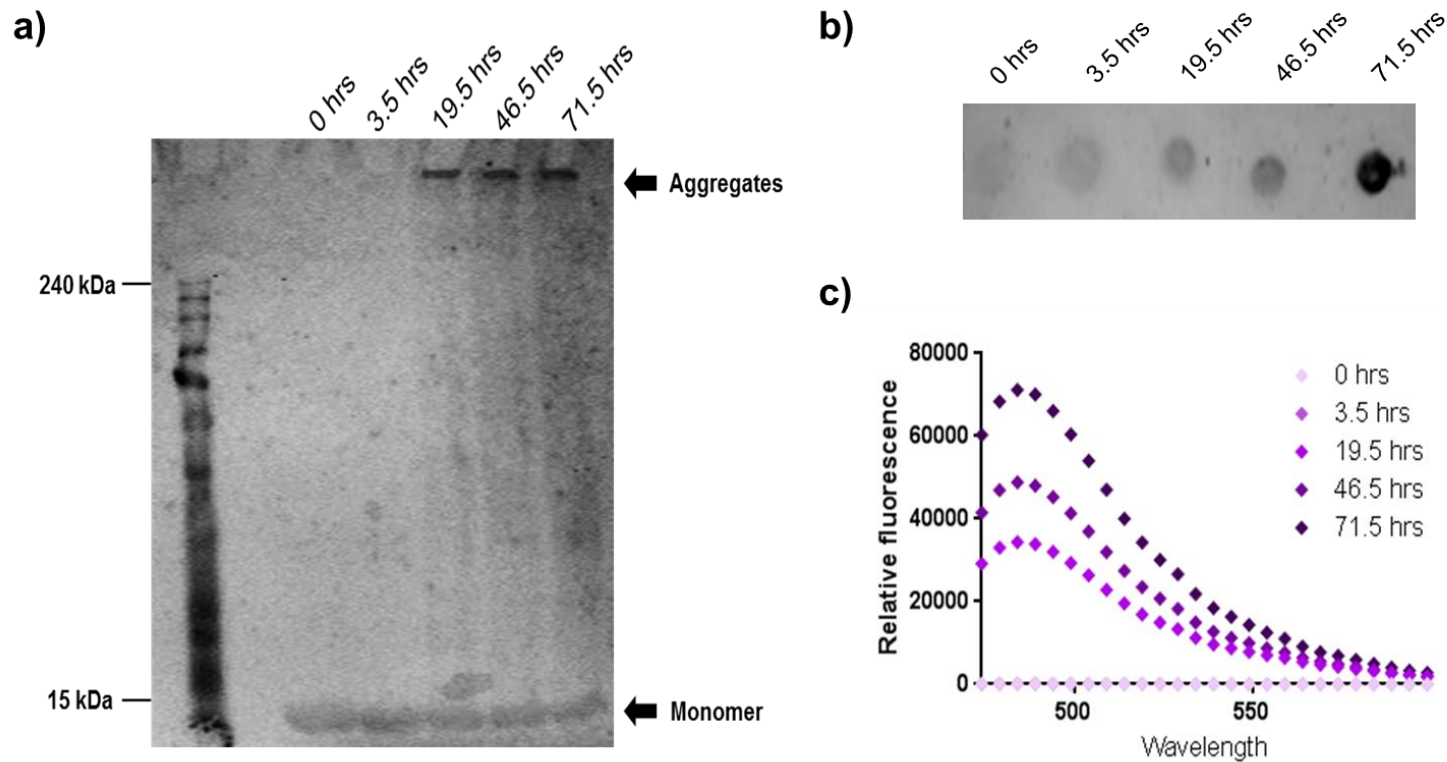 a)
0 hrs
3.5 hrs
19.5 hrs
46.5 hrs
71.5 hrs
Aggregates
240 kDa
15 kDa
Monomer
b)
0 hrs
3.5 hrs
19.5 hrs
46.5 hrs
71.5 hrs
c)
80000
60000
40000
20000
0
Relative fluorescence
500
550
Wavelength
0 hrs
3.5 hrs
19.5 hrs
46.5 hrs
71.5 hrs